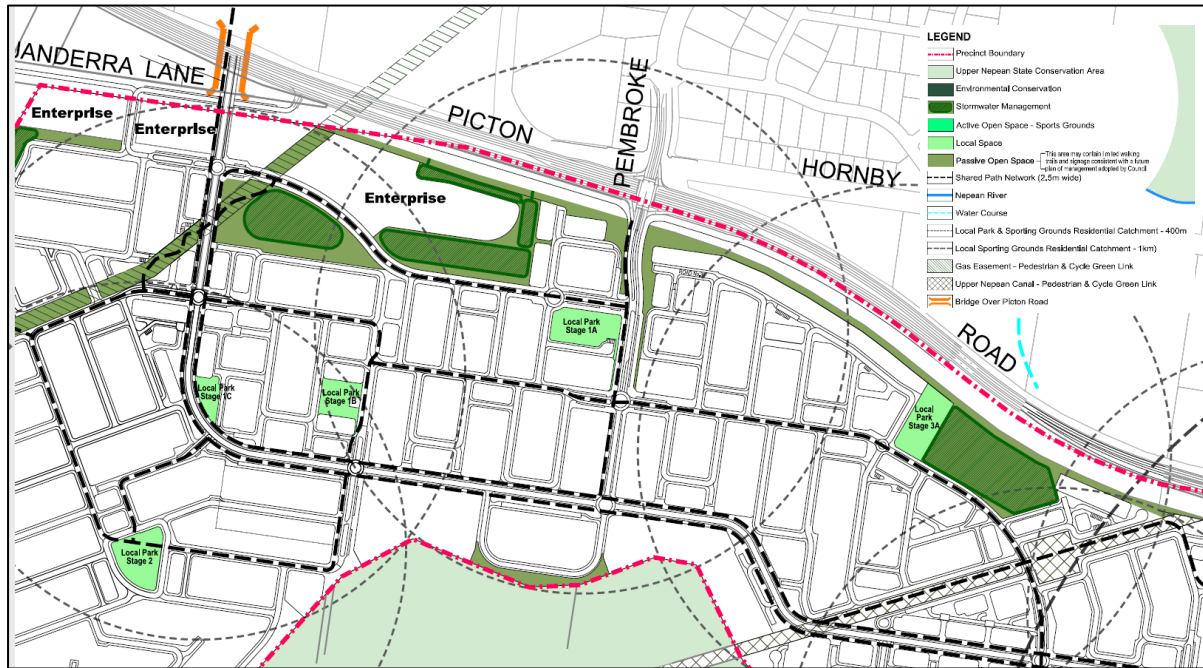 JANDERRA LANE
PICTON
PEMBROKE
HORNBY
ROAD
Enterprise
Enterprise
Enterprise
Local Park
Stage 1A
Local Park
Stage 1B
Local Park
Stage 1C
Local Park
Stage 2
Local Park
Stage 3A
LEGEND
Precinct Boundary
Upper Nepean State Conservation Area
Environmental Conservation
Stormwater Management
Active Open Space - Sports Grounds
Local Space
Passive Open Space
This area may contain limited walking
trails and signage consistent with a future
plan of management adopted by Council
Shared Path Network (2.5m wide)
Nepean River
Water Course
Local Park & Sporting Grounds Residential Catchment - 400m
Local Sporting Grounds Residential Catchment - 1km)
Gas Easement - Pedestrian & Cycle Green Link
Upper Nepean Canal - Pedestrian & Cycle Green Link
Bridge Over Picton Road